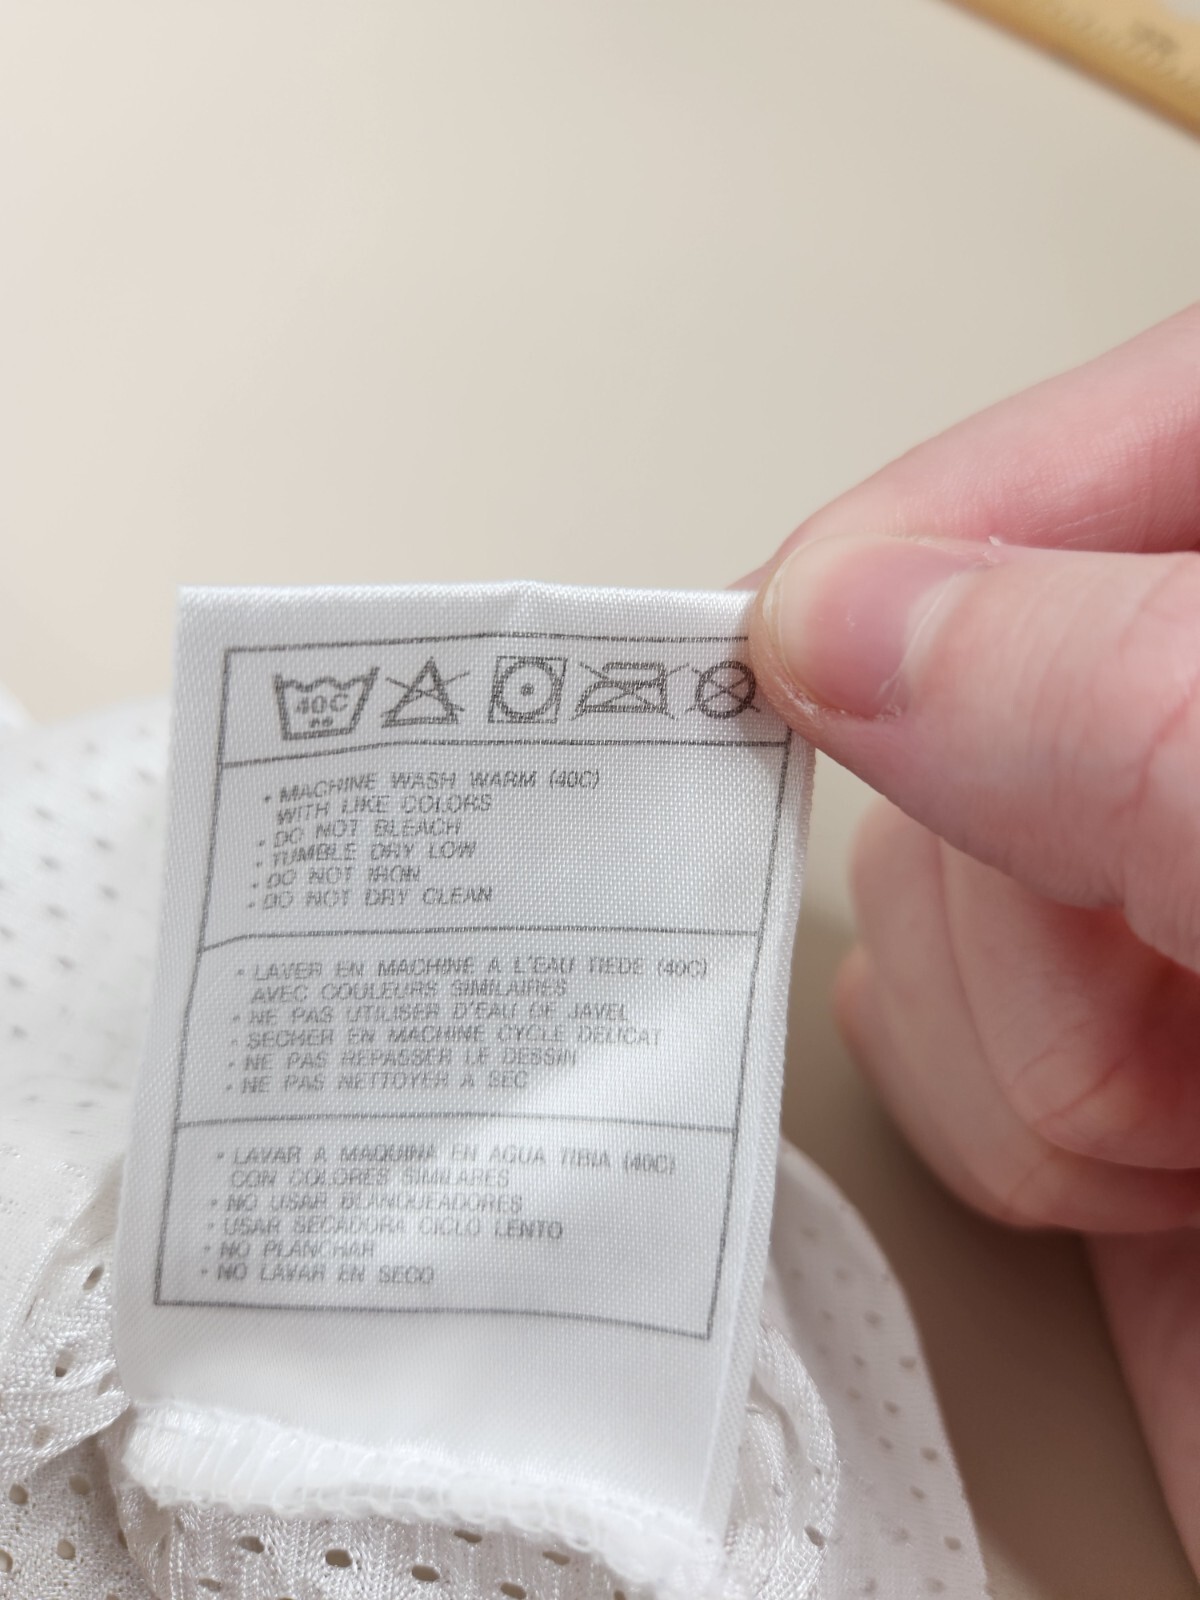 40C
• MACHINE WASH WARM (40C)
WITH LIKE COLORS
• DO NOT BLEACH
• TUMBLE DRY LOW
• DO NOT IRON
• DO NOT DRY CLEAN
• LAVER EN MACHINE A L'EAU TIEDE (40C)
AVEC COULEURS SIMILAIRES
• NE PAS UTILISER D'EAU DE JAVEL
• SECHER EN MACHINE CYCLE DELICAT
• NE PAS REPASSER LE DESSIN
• NE PAS NETTOYER A SEC
• LAVAR A MAQUINA EN AGUA TIBIA (40C)
CON COLORES SIMILARES
• NO USAR BLANQUEADORES
• USAR SECADORA CICLO LENTO
• NO PLANCHAR
• NO LAVAR EN SECO